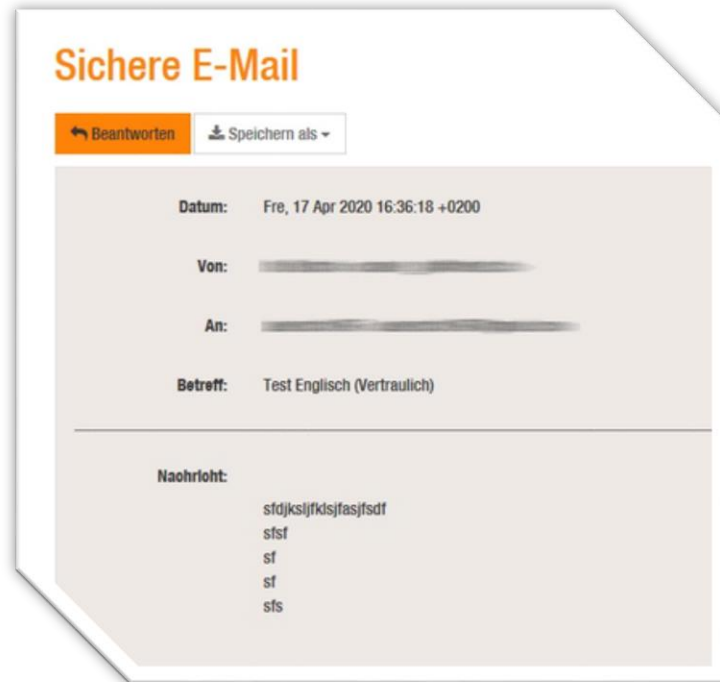 Sichere E-Mail
Beantworten Speichern als
Datum: Fre, 17 Apr 2020 16:36:18 +0200
Von:
An:
Betreff: Test Englisch (Vertraulich)
Nachricht:
sfdjksljfklsjfasjfsdf
sfsf
sf
sf
sfs